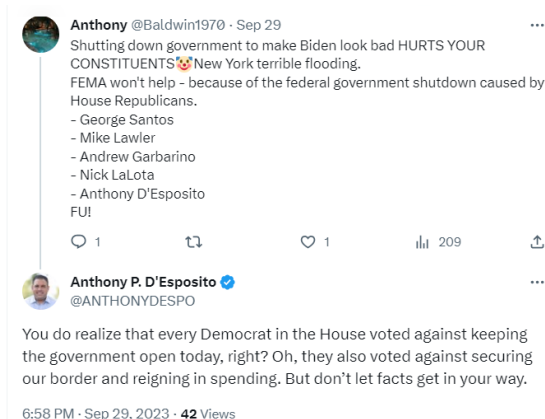 Anthony @Baldwin1970 · Sep 29
Shutting down government to make Biden look bad HURTS YOUR
CONSTITUENTS🤡New York terrible flooding.
FEMA won't help - because of the federal government shutdown caused by
House Republicans.
- George Santos
- Mike Lawler
- Andrew Garbarino
- Nick LaLota
- Anthony D'Esposito
FU!
1 1 209
Anthony P. D'Esposito
@ANTHONYDESPO
You do realize that every Democrat in the House voted against keeping
the government open today, right? Oh, they also voted against securing
our border and reigning in spending. But don’t let facts get in your way.
6:58 PM · Sep 29, 2023 · 42 Views